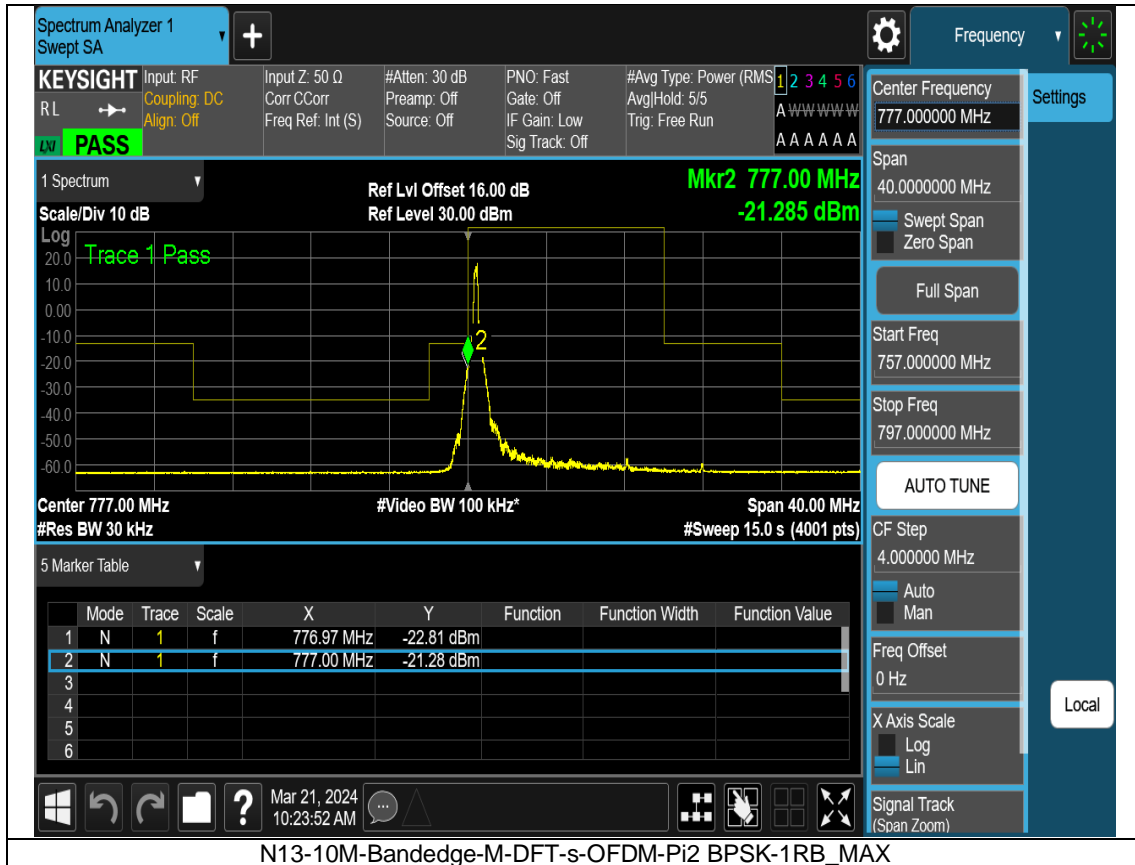 Spectrum Analyzer 1
Swept SA
+
Frequency
KEYSIGHT
RL
LXI
PASS
Input: RF
Coupling: DC
Align: Off
Input Z: 50 Ω
Corr CCorr
Freq Ref: Int (S)
#Atten: 30 dB
Preamp: Off
Source: Off
PNO: Fast
Gate: Off
IF Gain: Low
Sig Track: Off
#Avg Type: Power (RMS
Avg|Hold: 5/5
Trig: Free Run
1 2 3 4 5 6
A W W W W W
A A A A A A
Center Frequency
777.000000 MHz
Settings
Span
40.0000000 MHz
Swept Span
Zero Span
Full Span
Start Freq
757.000000 MHz
Stop Freq
797.000000 MHz
AUTO TUNE
CF Step
4.000000 MHz
Auto
Man
Freq Offset
0 Hz
X Axis Scale
Log
Lin
Signal Track
(Span Zoom)
Local
1 Spectrum
Scale/Div 10 dB
Ref Lvl Offset 16.00 dB
Ref Level 30.00 dBm
Mkr2 777.00 MHz
-21.285 dBm
Log
Trace 1 Pass
20.0
10.0
0.00
-10.0
-20.0
-30.0
-40.0
-50.0
-60.0
2
Center 777.00 MHz
#Res BW 30 kHz
#Video BW 100 kHz*
Span 40.00 MHz
#Sweep 15.0 s (4001 pts)
5 Marker Table
Mode Trace Scale X Y Function Function Width Function Value
1 N 1 f 776.97 MHz -22.81 dBm
2 N 1 f 777.00 MHz -21.28 dBm
3
4
5
6
?
Mar 21, 2024
10:23:52 AM
N13-10M-Bandedge-M-DFT-s-OFDM-Pi2 BPSK-1RB_MAX